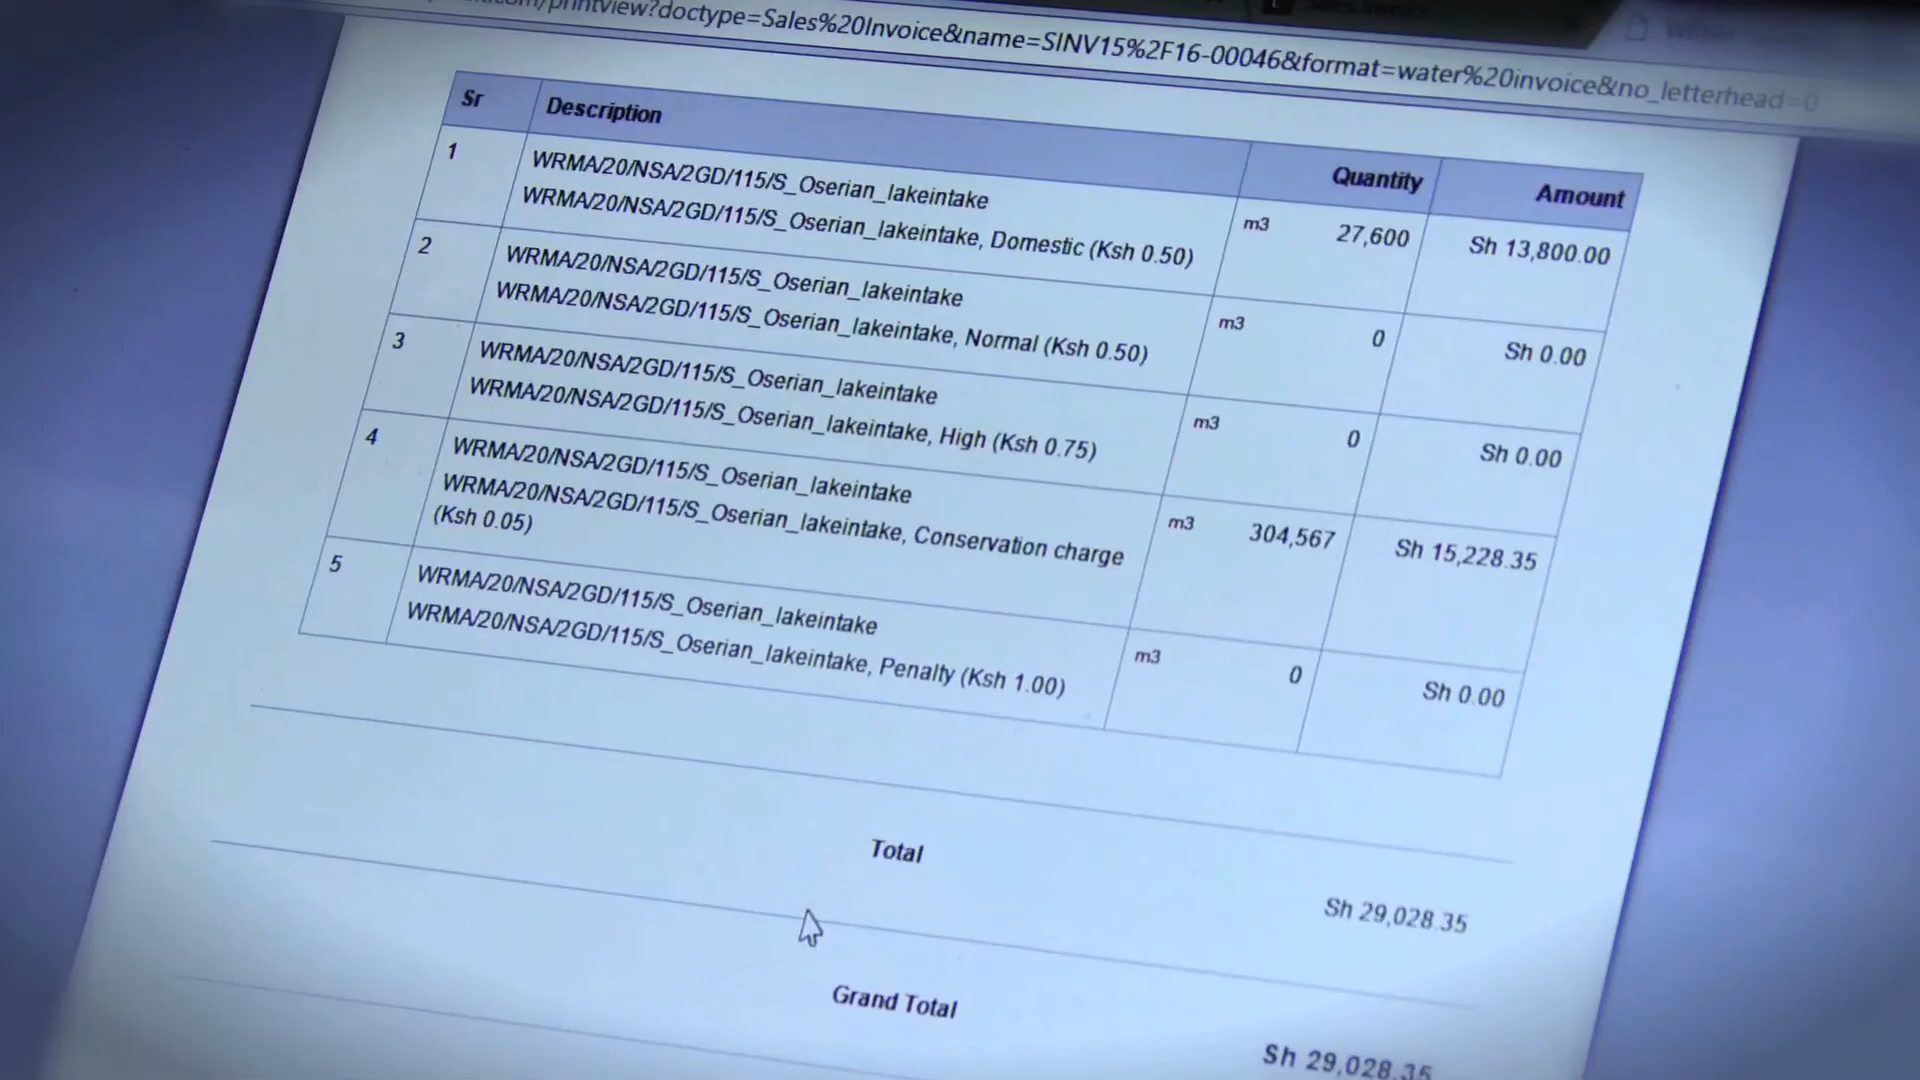 printview?doctype=Sales%20Invoice&name=SINV15%2F16-00046&format=water%20invoice&no_letterhead=0
Sr Description Quantity Amount
1 WRMA/20/NSA/2GD/115/S_Oserian_lakeintake
WRMA/20/NSA/2GD/115/S_Oserian_lakeintake, Domestic (Ksh 0.50) m3 27,600 Sh 13,800.00
2 WRMA/20/NSA/2GD/115/S_Oserian_lakeintake
WRMA/20/NSA/2GD/115/S_Oserian_lakeintake, Normal (Ksh 0.50) m3 0 Sh 0.00
3 WRMA/20/NSA/2GD/115/S_Oserian_lakeintake
WRMA/20/NSA/2GD/115/S_Oserian_lakeintake, High (Ksh 0.75) m3 0 Sh 0.00
4 WRMA/20/NSA/2GD/115/S_Oserian_lakeintake
WRMA/20/NSA/2GD/115/S_Oserian_lakeintake, Conservation charge
(Ksh 0.05) m3 304,567 Sh 15,228.35
5 WRMA/20/NSA/2GD/115/S_Oserian_lakeintake
WRMA/20/NSA/2GD/115/S_Oserian_lakeintake, Penalty (Ksh 1.00) m3 0 Sh 0.00
Total
Sh 29,028.35
Grand Total
Sh 29,028.35